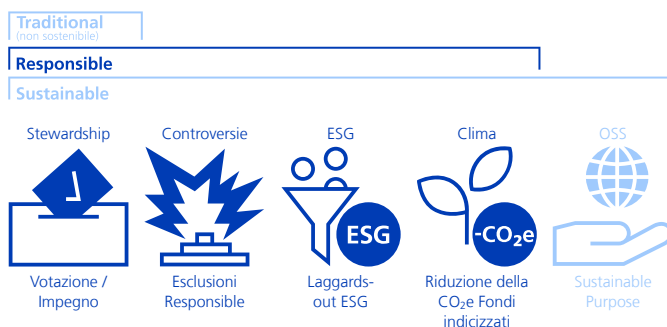 Traditional
(non sostenibile)
Responsible
Sustainable
Stewardship
Controversie
ESG
Clima
OSS
ESG
-CO₂e
Votazione /
Impegno
Esclusioni
Responsible
Laggards-
out ESG
Riduzione della
CO₂e Fondi
indicizzati
Sustainable
Purpose